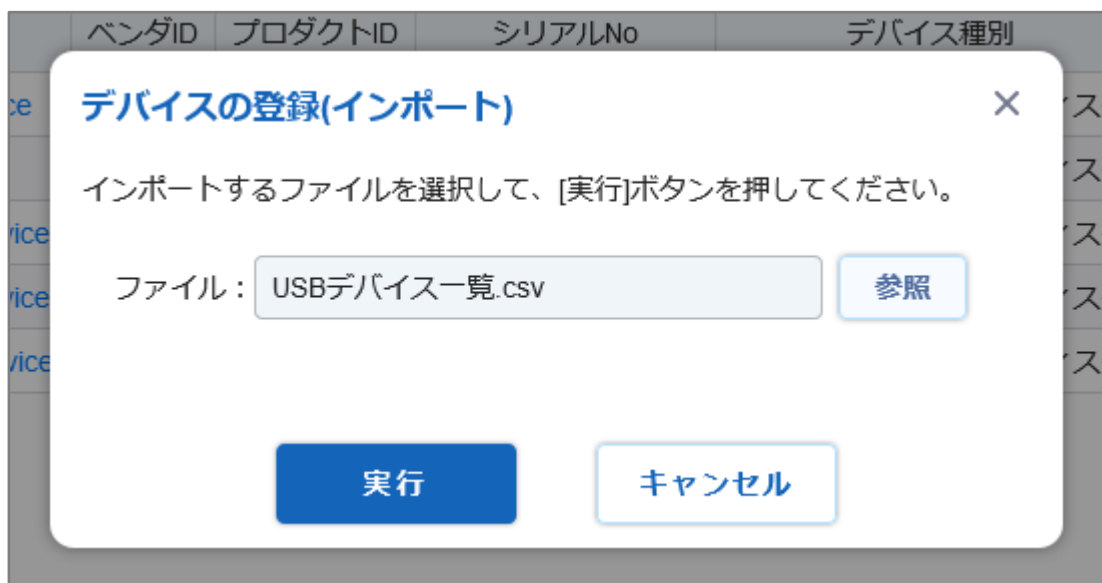 ベンダID プロダクトID シリアルNo デバイス種別
デバイスの登録(インポート)
インポートするファイルを選択して、[実行]ボタンを押してください。
ファイル： USBデバイス一覧.csv 参照
実行 キャンセル